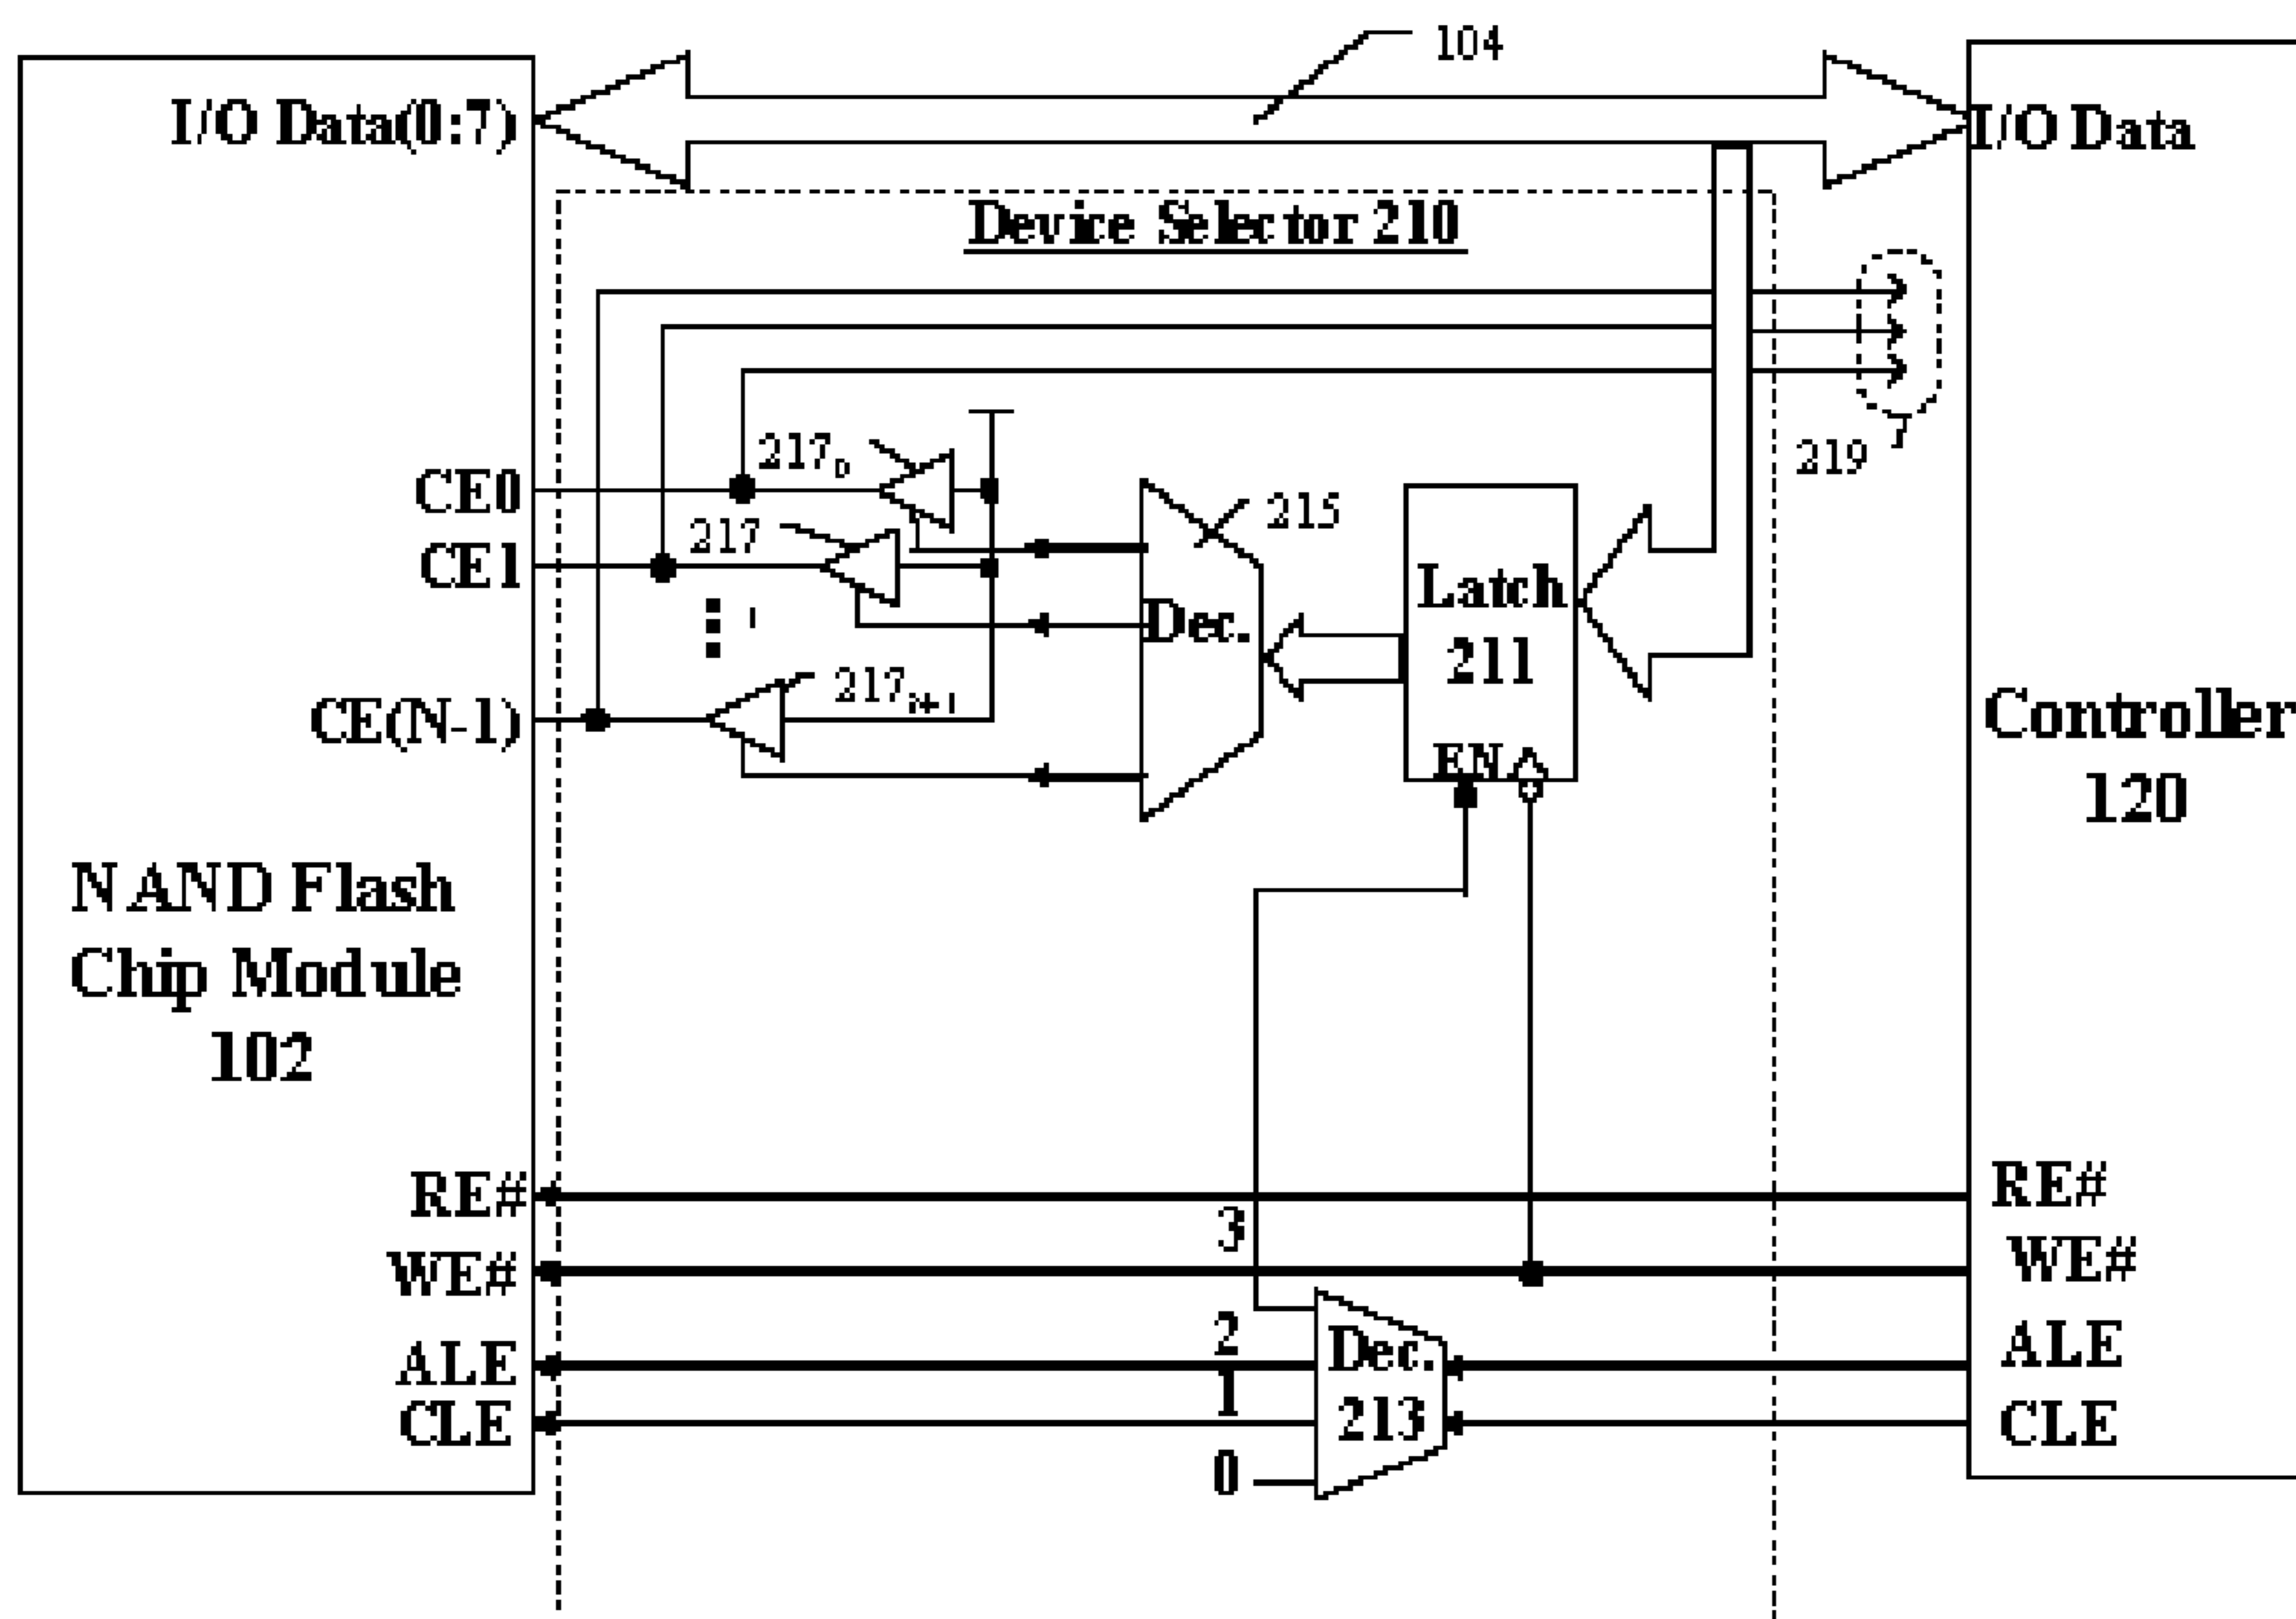 104
I/O Data(0:7)
I/O Data
Device Selector 210
217₀
219
CE0
215
217
CE1
Latch
211
Dec.
217
CE(N-1)
EN
Controller
120
NAND Flash
Chip Module
102
RE#
RE#
3
WE#
WE#
2
ALE
Dec.
ALE
1
CLE
213
CLE
0